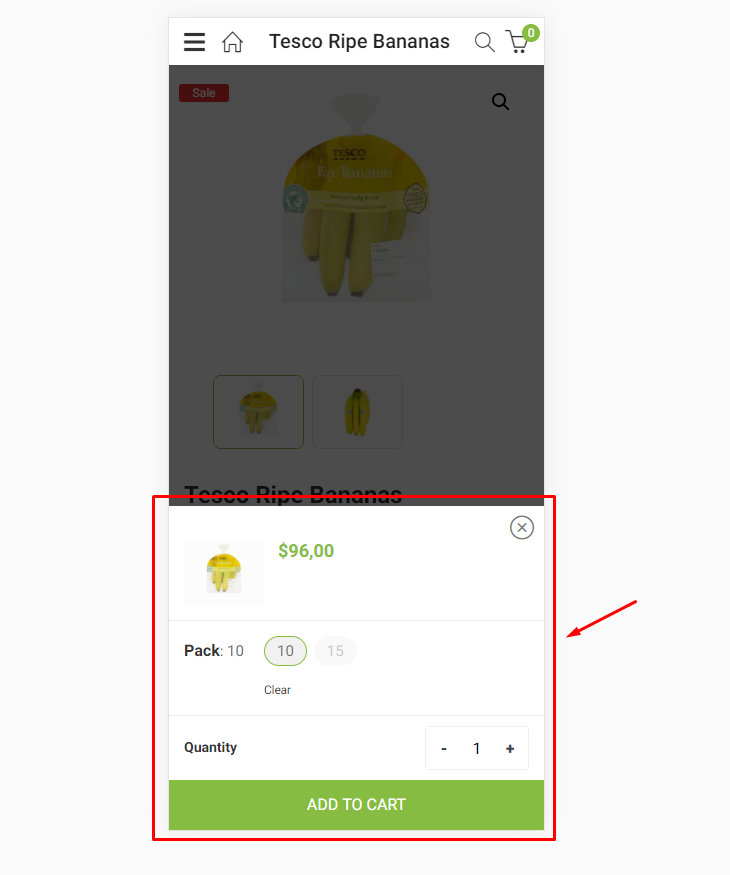 Tesco Ripe Bananas
0
Sale
TESCO
Ripe Bananas
Tesco Ripe Bananas
$96,00
Pack: 10
10
15
Clear
Quantity
- 1 +
ADD TO CART